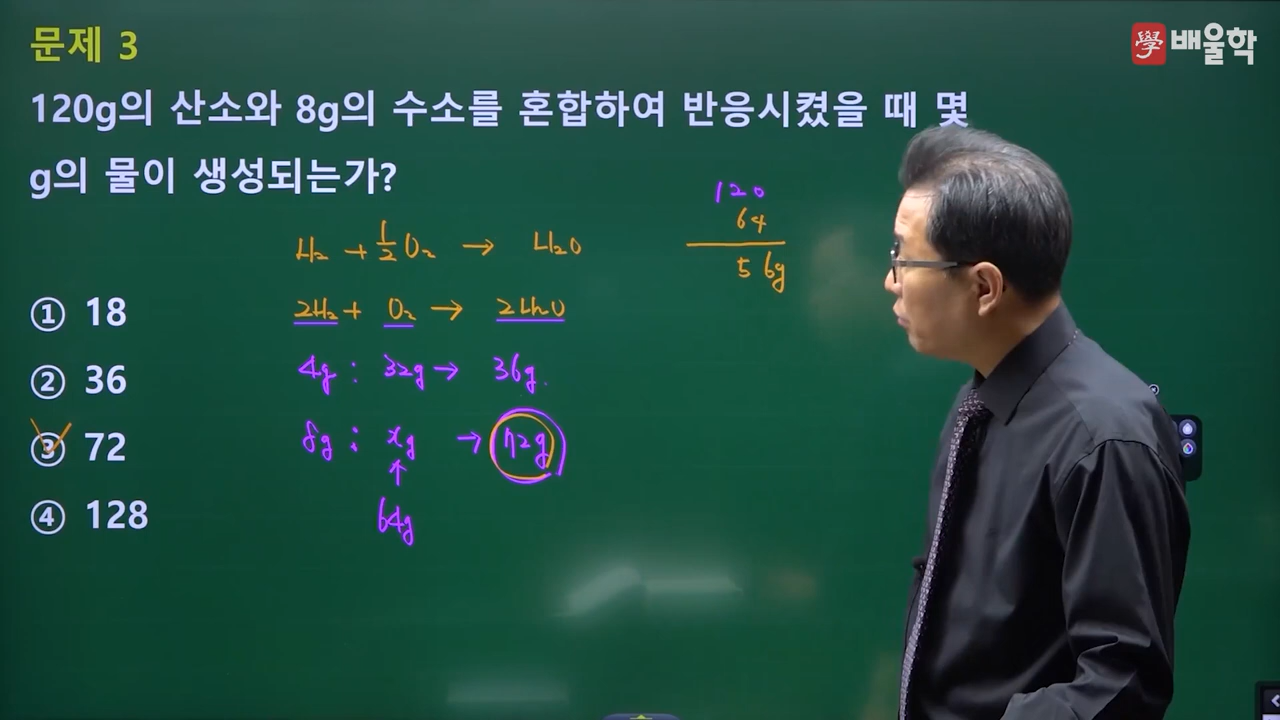 문제 3
學 배울학
120g의 산소와 8g의 수소를 혼합하여 반응시켰을 때 몇
g의 물이 생성되는가?
120
64
56g
H₂ + 1/2 O₂ → H₂O
2H₂ + O₂ → 2H₂O
4g : 32g → 36g.
8g : xg → 72g
↑
64g
① 18
② 36
③ 72
④ 128